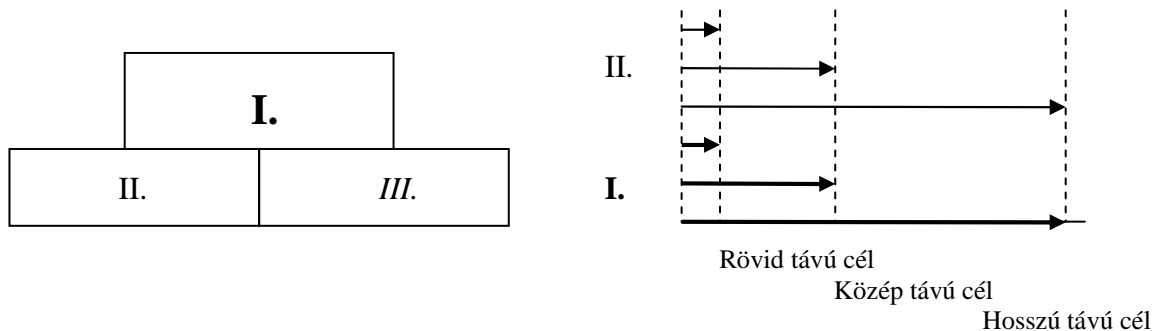 I.
II.
III.
II.
I.
Rövid távú cél
Közép távú cél
Hosszú távú cél